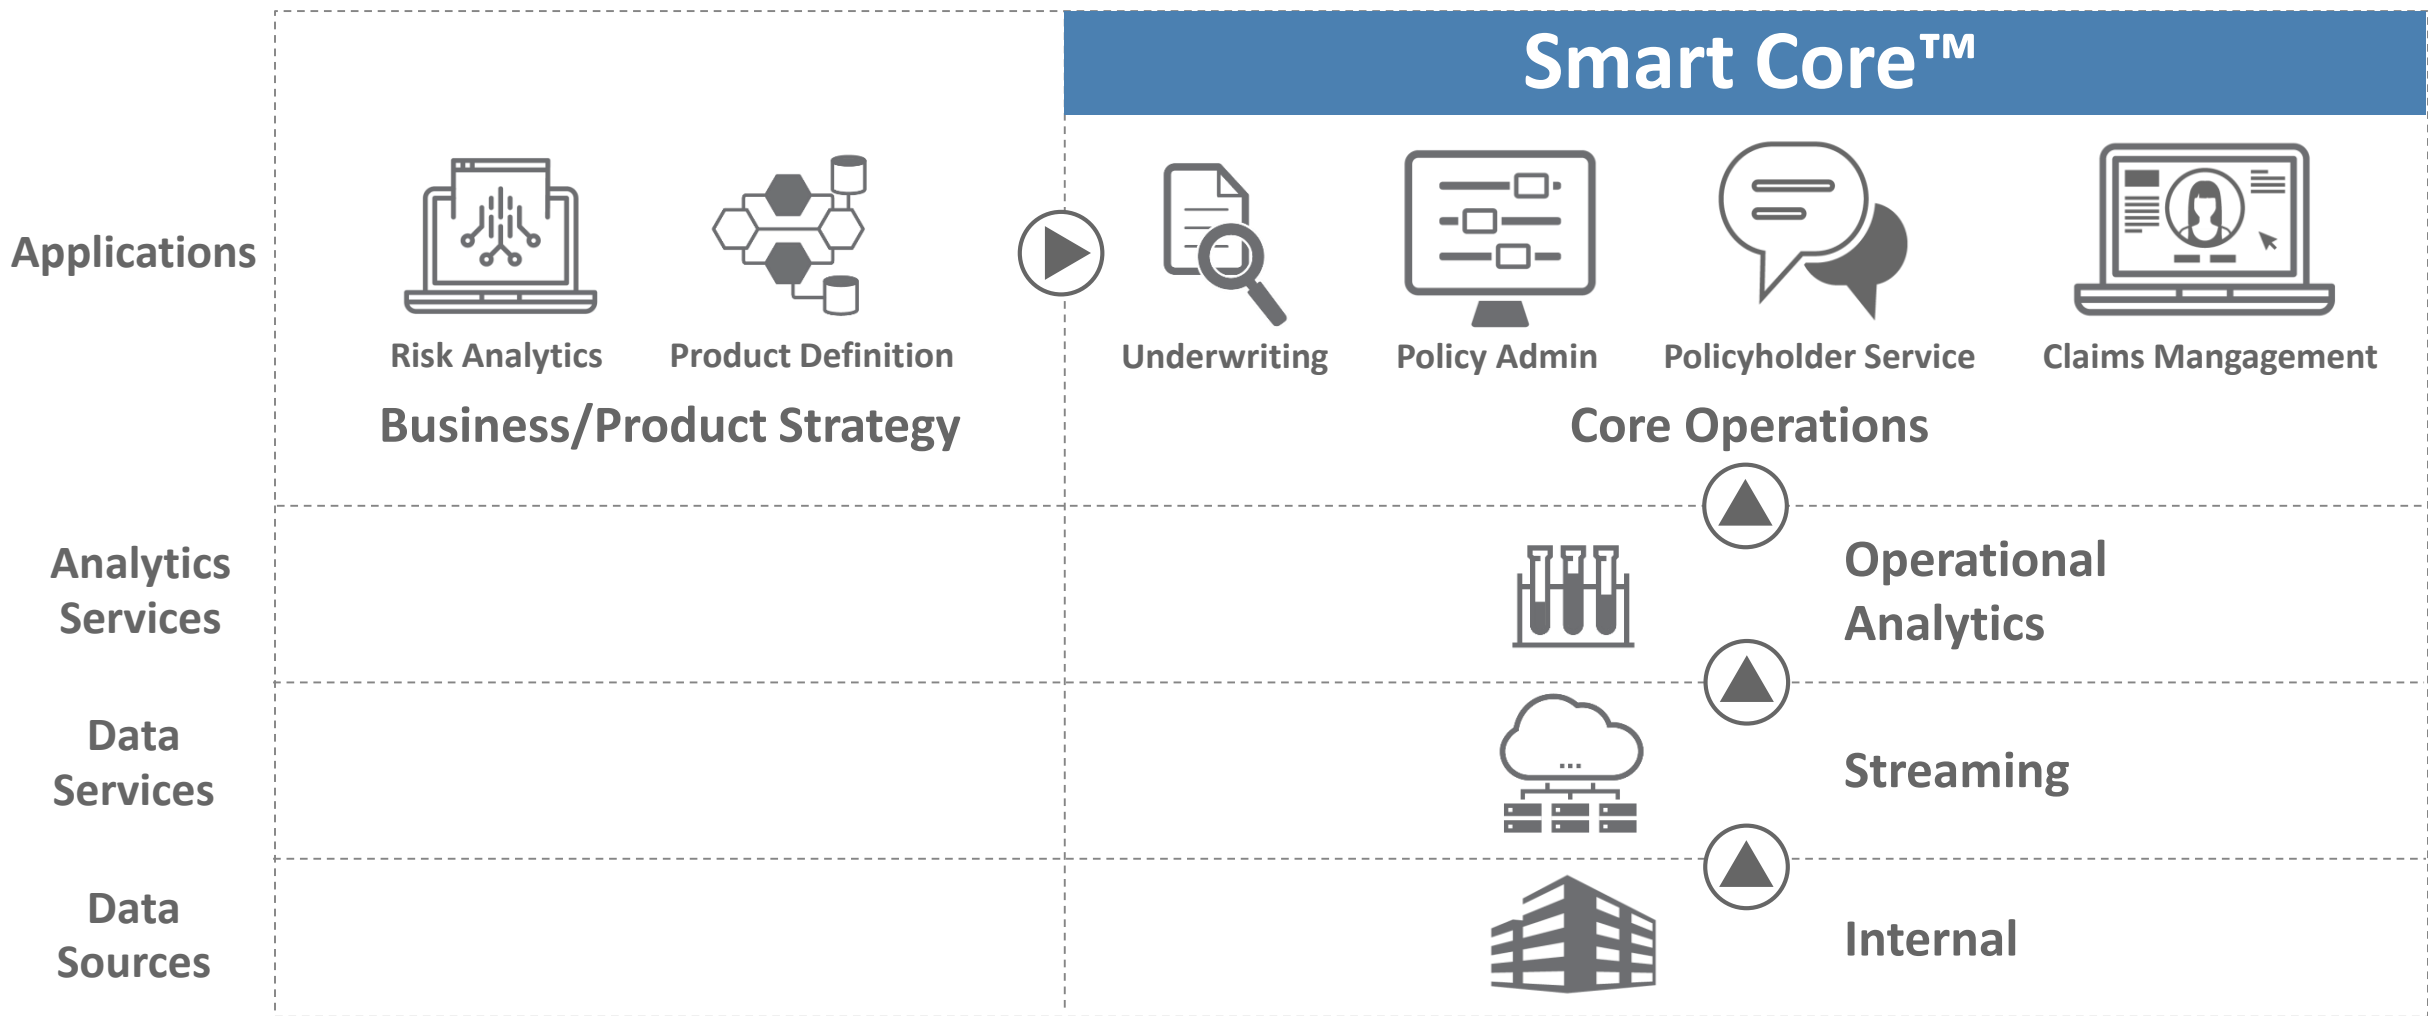 Smart Core™
Applications
Risk Analytics
Product Definition
Underwriting
Policy Admin
Policyholder Service
Claims Mangagement
Business/Product Strategy
Core Operations
Analytics
Services
Operational
Analytics
Data
Services
Streaming
Data
Sources
Internal